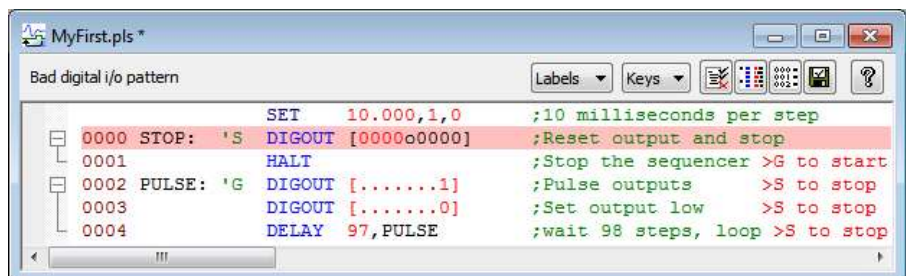 MyFirst.pls *
Bad digital i/o pattern Labels Keys
SET 10.000,1,0 ;10 milliseconds per step
0000 STOP: 'S DIGOUT [0000o0000] ;Reset output and stop
0001 HALT ;Stop the sequencer >G to start
0002 PULSE: 'G DIGOUT [.......1] ;Pulse outputs >S to stop
0003 DIGOUT [.......0] ;Set output low >S to stop
0004 DELAY 97,PULSE ;wait 98 steps, loop >S to stop